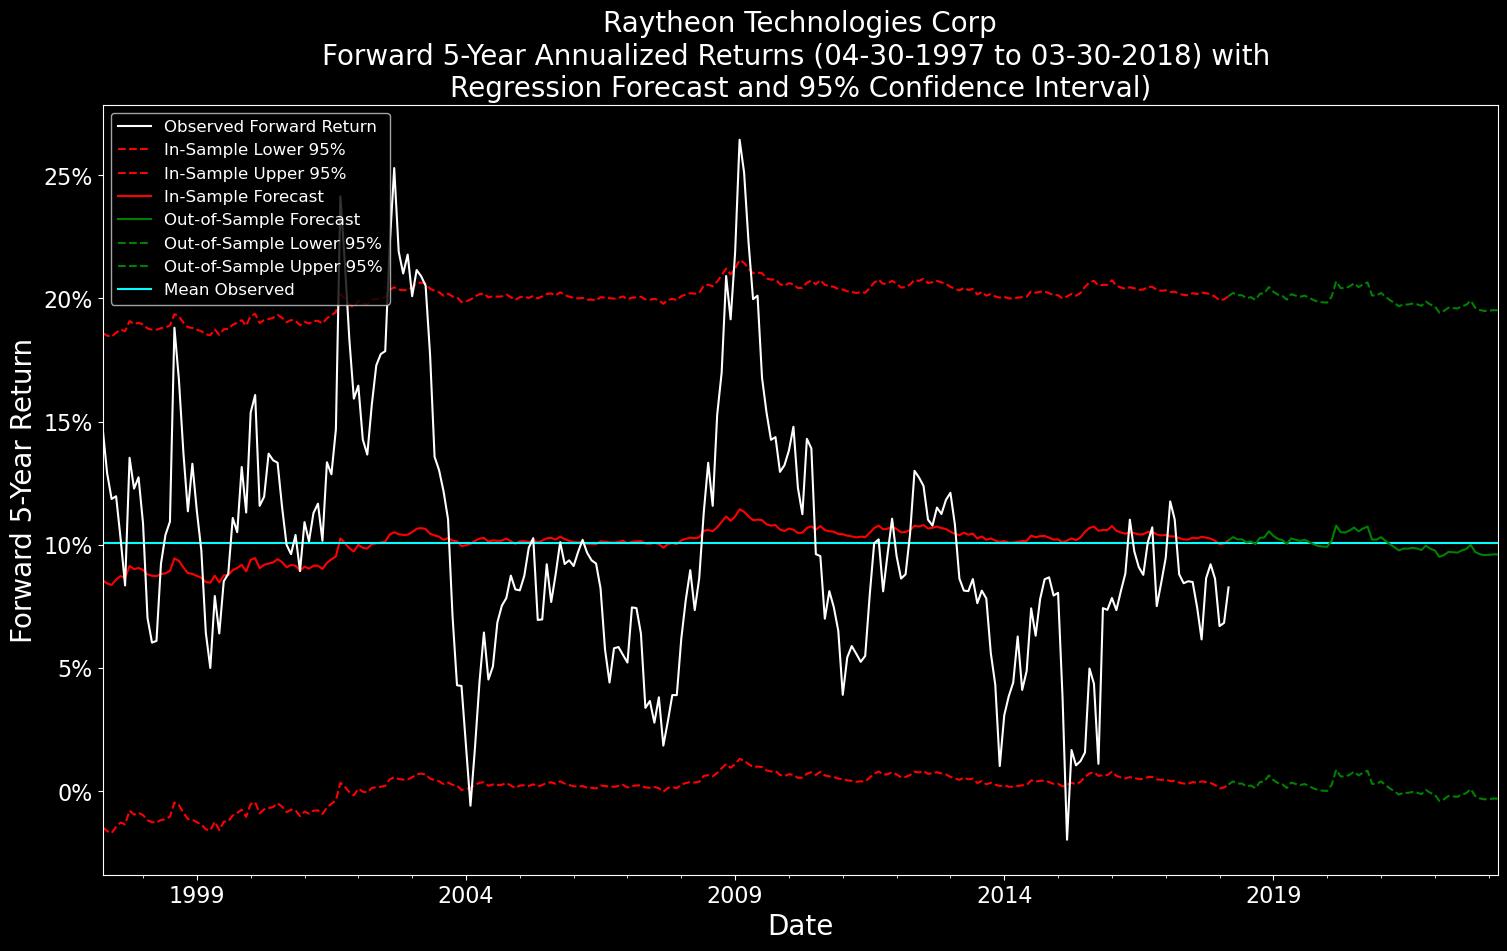 Raytheon Technologies Corp
Forward 5-Year Annualized Returns (04-30-1997 to 03-30-2018) with
Regression Forecast and 95% Confidence Interval)
Observed Forward Return
In-Sample Lower 95%
In-Sample Upper 95%
In-Sample Forecast
Out-of-Sample Forecast
Out-of-Sample Lower 95%
Out-of-Sample Upper 95%
Mean Observed
Forward 5-Year Return
25%
20%
15%
10%
5%
0%
1999
2004
2009
2014
2019
Date